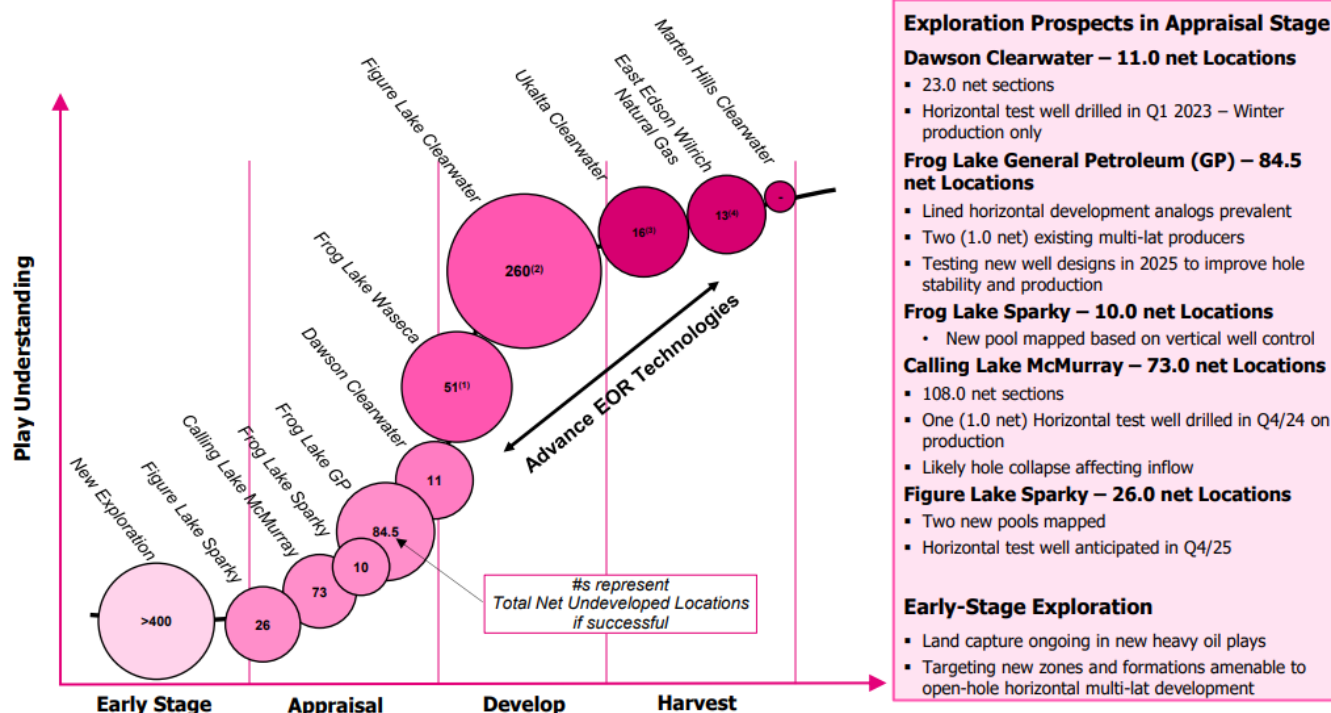 Play Understanding
New Exploration
>400
Figure Lake Sparky
26
Calling Lake McMurray
73
Frog Lake Sparky
10
Frog Lake GP
84.5
Dawson Clearwater
11
Frog Lake Waseca
51(1)
Figure Lake Clearwater
260(2)
Ukalta Clearwater
16(3)
East Edson Wilrich
Natural Gas
13(4)
Marten Hills Clearwater
-
Advance EOR Technologies
#s represent
Total Net Undeveloped Locations
if successful
Early Stage
Appraisal
Develop
Harvest
Exploration Prospects in Appraisal Stage
Dawson Clearwater – 11.0 net Locations
▪ 23.0 net sections
▪ Horizontal test well drilled in Q1 2023 – Winter
production only
Frog Lake General Petroleum (GP) – 84.5
net Locations
▪ Lined horizontal development analogs prevalent
▪ Two (1.0 net) existing multi-lat producers
▪ Testing new well designs in 2025 to improve hole
stability and production
Frog Lake Sparky – 10.0 net Locations
• New pool mapped based on vertical well control
Calling Lake McMurray – 73.0 net Locations
▪ 108.0 net sections
▪ One (1.0 net) Horizontal test well drilled in Q4/24 on
production
▪ Likely hole collapse affecting inflow
Figure Lake Sparky – 26.0 net Locations
▪ Two new pools mapped
▪ Horizontal test well anticipated in Q4/25
Early-Stage Exploration
▪ Land capture ongoing in new heavy oil plays
▪ Targeting new zones and formations amenable to
open-hole horizontal multi-lat development